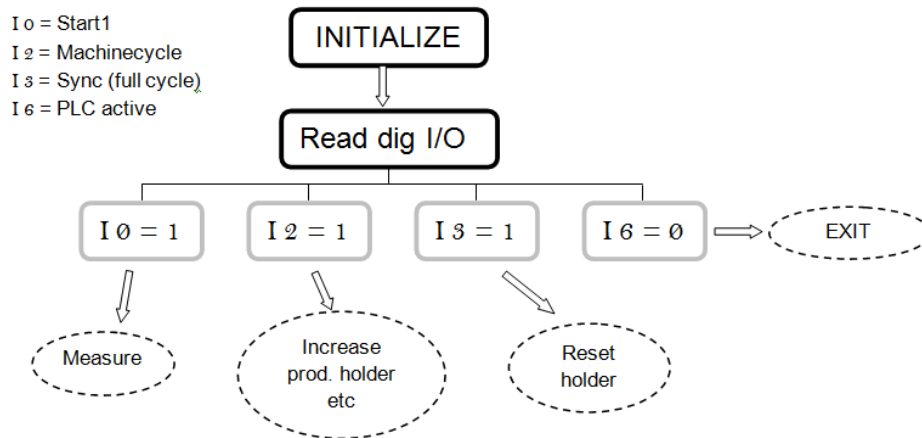 I 0 = Start1
I 2 = Machinecycle
I 3 = Sync (full cycle)
I 6 = PLC active
INITIALIZE
Read dig I/O
I 0 = 1
I 2 = 1
I 3 = 1
I 6 = 0
EXIT
Measure
Increase
prod. holder
etc
Reset
holder